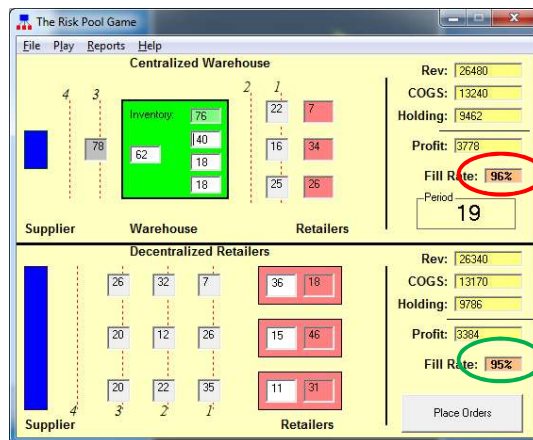 The Risk Pool Game
File Play Reports Help
Centralized Warehouse
4 3 2 1
Inventory: 76
62 40
18
18
78
22 7
16 34
25 26
Supplier Warehouse Retailers
Rev: 26480
COGS: 13240
Holding: 9462
Profit: 3778
Fill Rate: 96%
Period
19
Decentralized Retailers
26 32 7 36 18
20 12 26 15 46
20 22 35 11 31
4 3 2 1
Supplier Retailers
Rev: 26340
COGS: 13170
Holding: 9786
Profit: 3384
Fill Rate: 95%
Place Orders